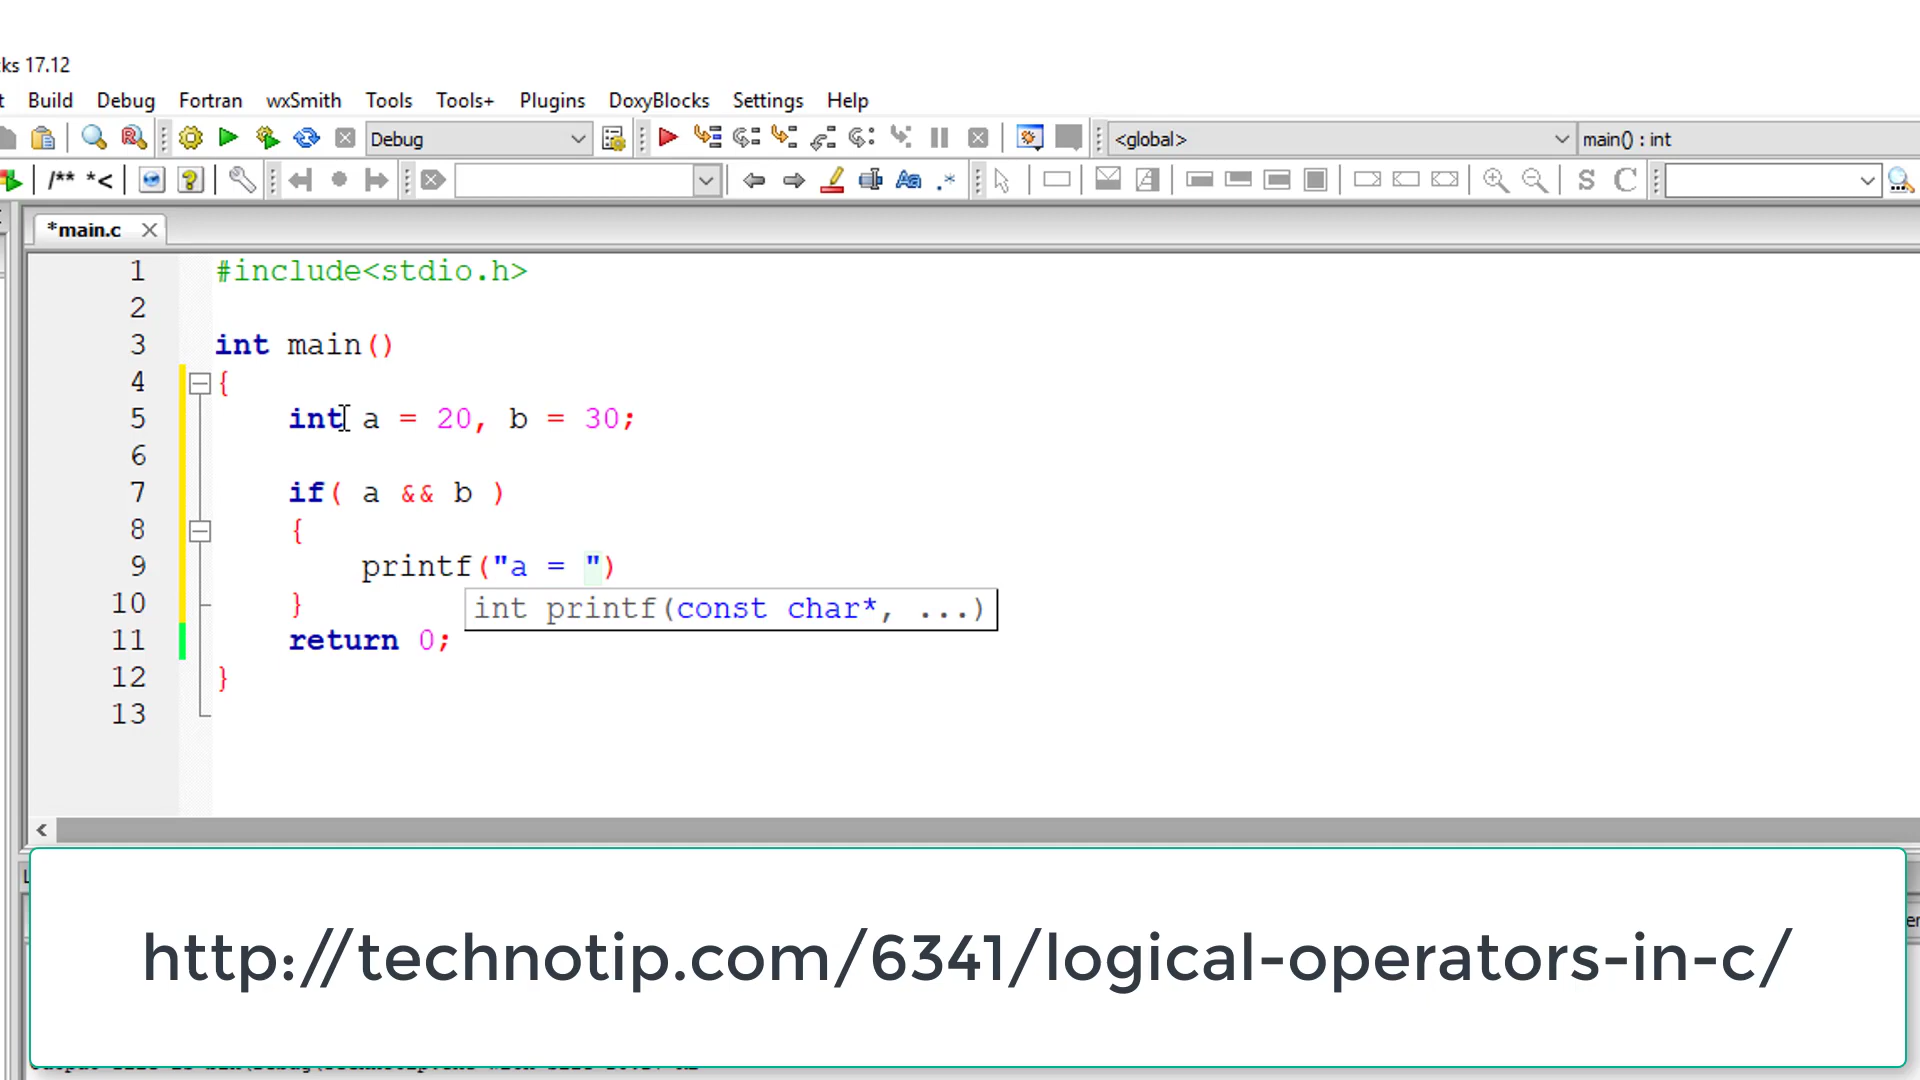 cks 17.12
t Build Debug Fortran wxSmith Tools Tools+ Plugins DoxyBlocks Settings Help
Debug <global> main() : int
/** *< Aa .* S C
*main.c
1 #include<stdio.h>
2
3 int main()
4 {
5 int a = 20, b = 30;
6
7 if( a && b )
8 {
9 printf("a = ")
10 }
int printf(const char*, ...)
11 return 0;
12 }
13
http://technotip.com/6341/logical-operators-in-c/